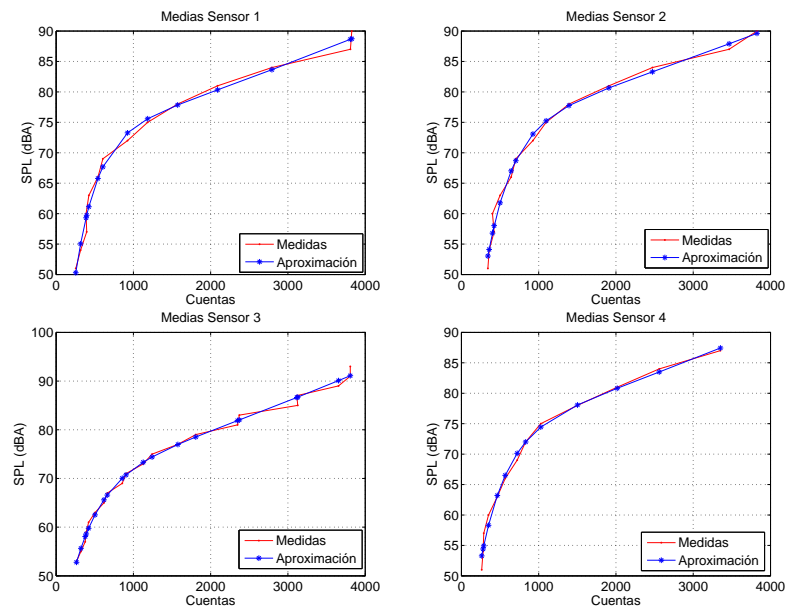 Medias Sensor 1
90
85
80
75
70
65
60
55
50
SPL (dBA)
0
1000
2000
3000
4000
Cuentas
Medidas
Aproximación
Medias Sensor 2
90
85
80
75
70
65
60
55
50
SPL (dBA)
0
1000
2000
3000
4000
Cuentas
Medidas
Aproximación
Medias Sensor 3
100
90
80
70
60
50
SPL (dBA)
0
1000
2000
3000
4000
Cuentas
Medidas
Aproximación
Medias Sensor 4
90
85
80
75
70
65
60
55
50
SPL (dBA)
0
1000
2000
3000
4000
Cuentas
Medidas
Aproximación